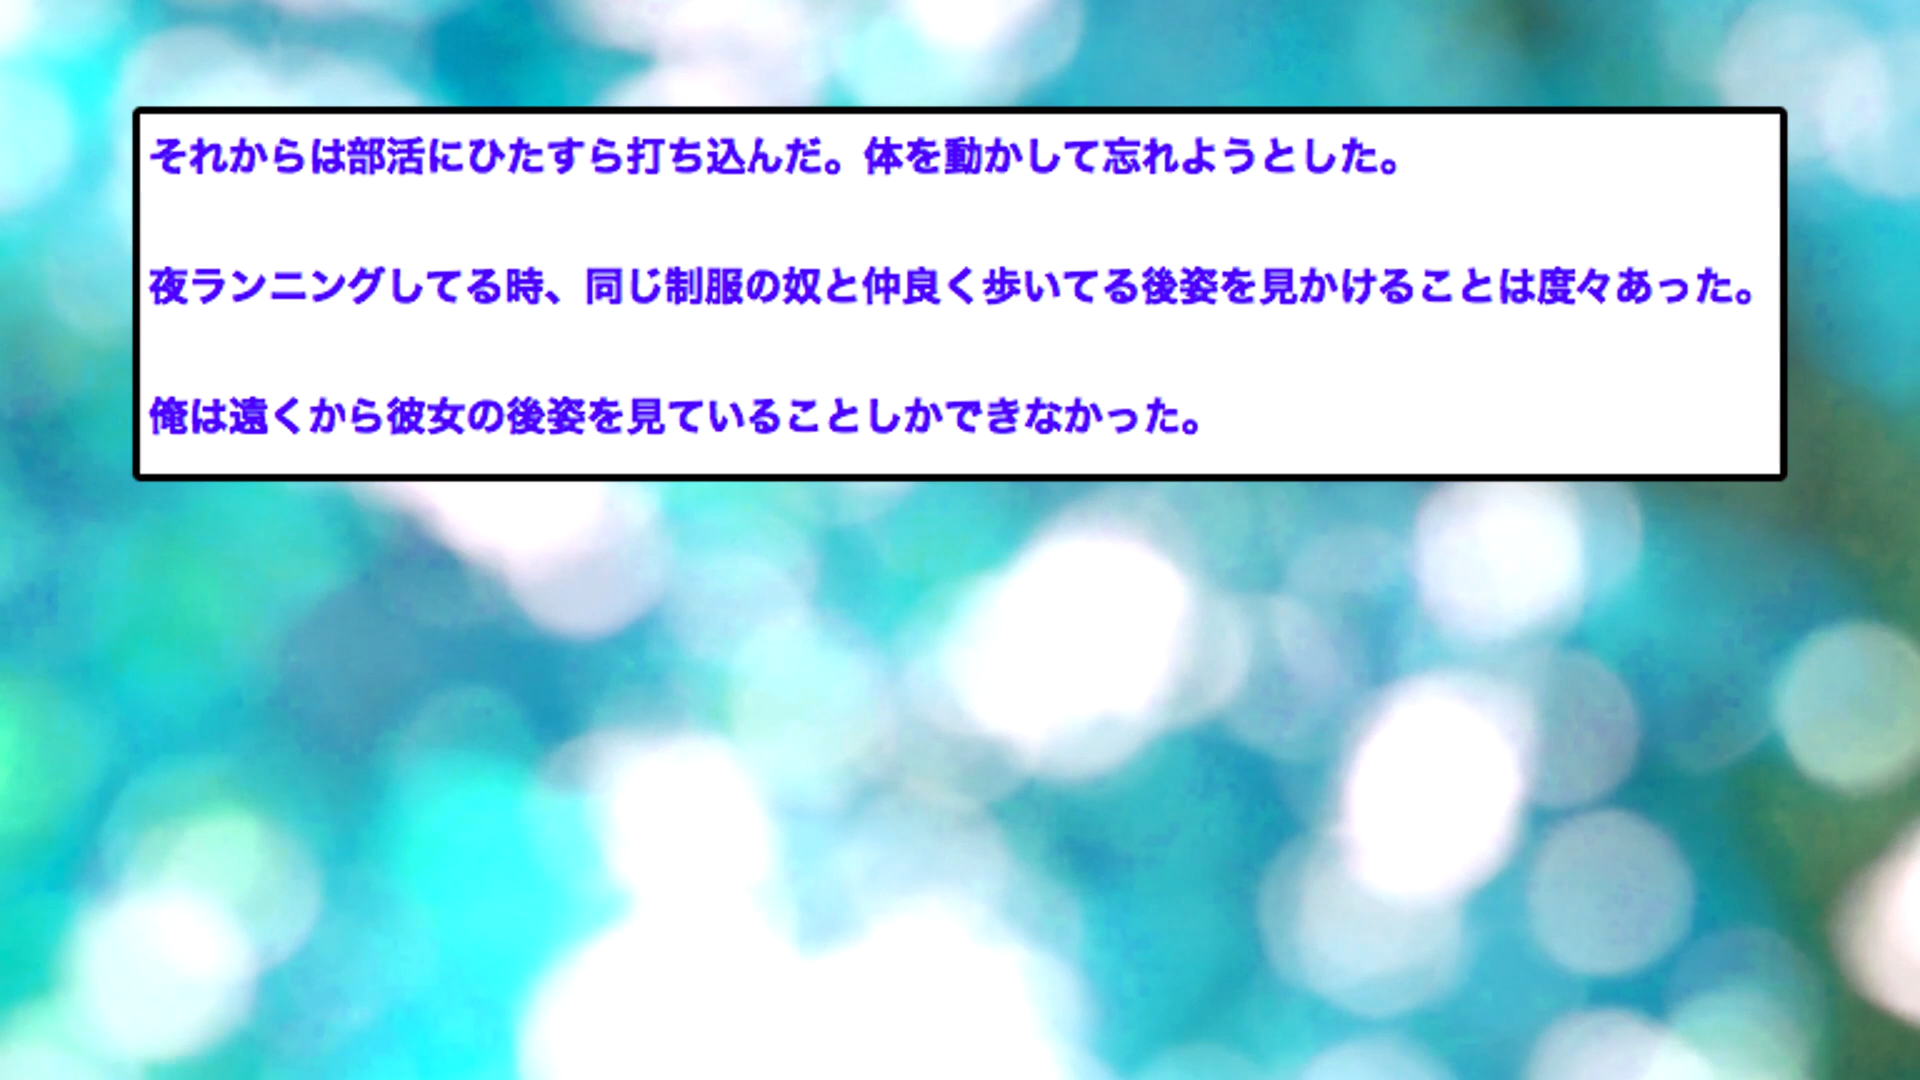 それからは部活にひたすら打ち込んだ。体を動かして忘れようとした。
夜ランニングしてる時、同じ制服の奴と仲良く歩いてる後姿を見かけることは度々あった。
俺は遠くから彼女の後姿を見ていることしかできなかった。